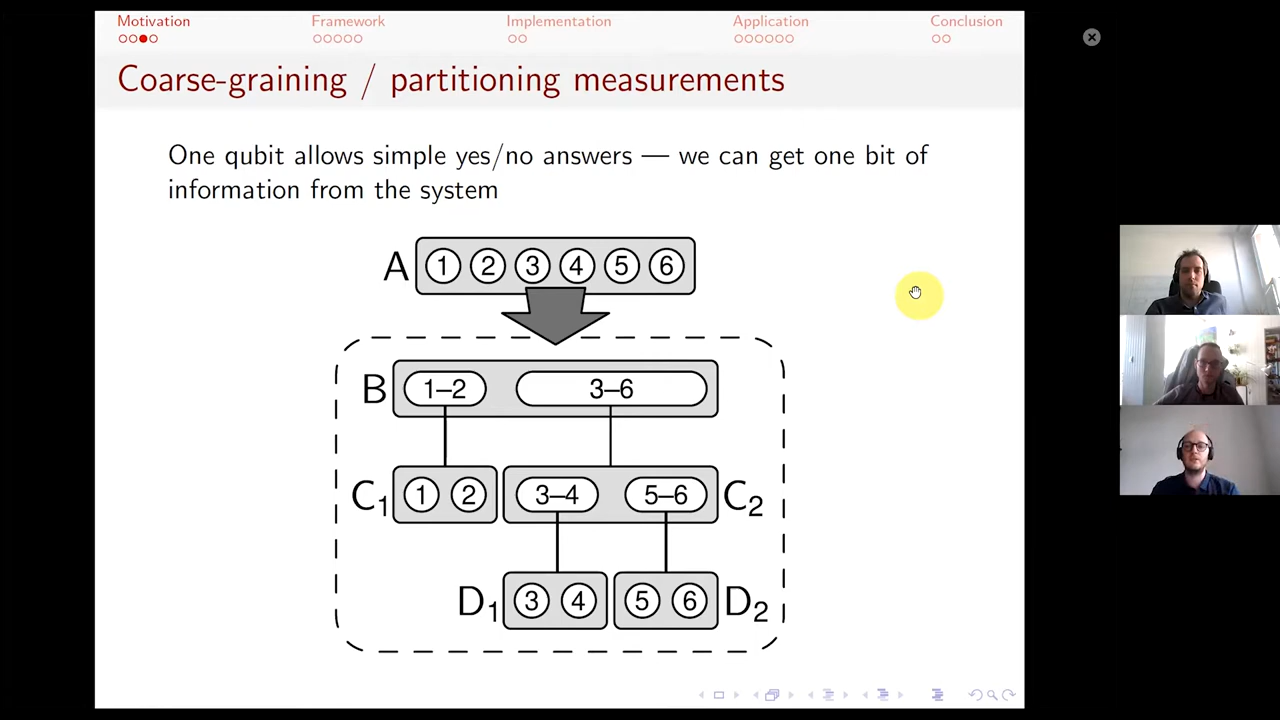 Motivation Framework Implementation Application Conclusion
Coarse-graining / partitioning measurements
One qubit allows simple yes/no answers — we can get one bit of
information from the system
A 1 2 3 4 5 6
B 1–2 3–6
C1 1 2 3–4 5–6 C2
D1 3 4 5 6 D2